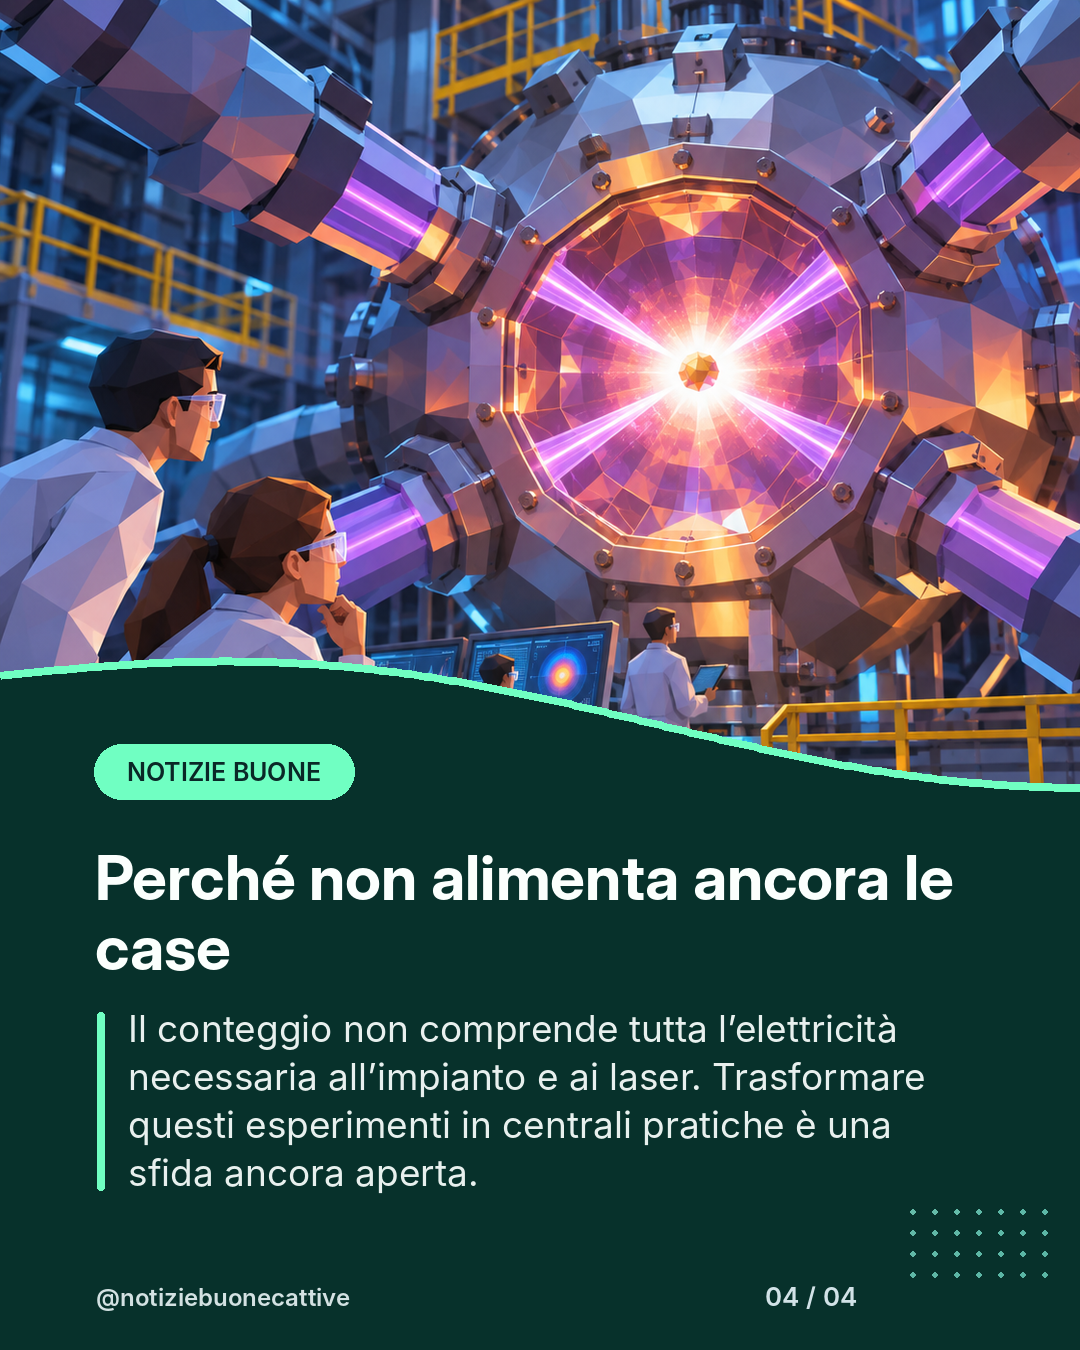 NOTIZIE BUONE
Perché non alimenta ancora le
case
Il conteggio non comprende tutta l’elettricità
necessaria all’impianto e ai laser. Trasformare
questi esperimenti in centrali pratiche è una
sfida ancora aperta.
@notiziebuonecattive
04 / 04